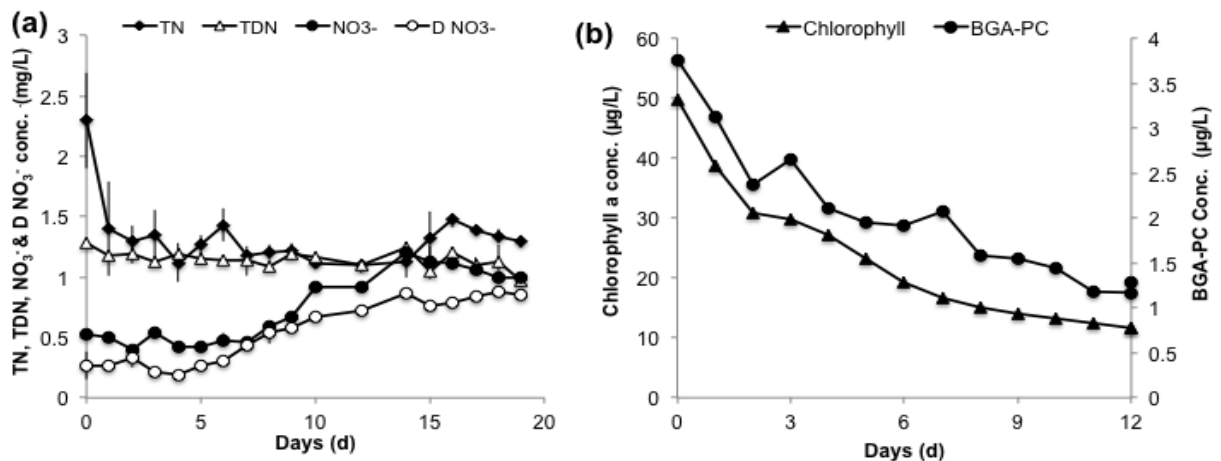 (a)
TN TDN NO3- D NO3-
TN, TDN, NO₃⁻ & D NO₃⁻ conc. (mg/L)
3
2.5
2
1.5
1
0.5
0
0 5 10 15 20
Days (d)
(b)
Chlorophyll BGA-PC
Chlorophyll a conc. (µg/L)
60
50
40
30
20
10
0
0 3 6 9 12
Days (d)
4
3.5
3
2.5
2
1.5
1
0.5
0
BGA-PC Conc. (µg/L)